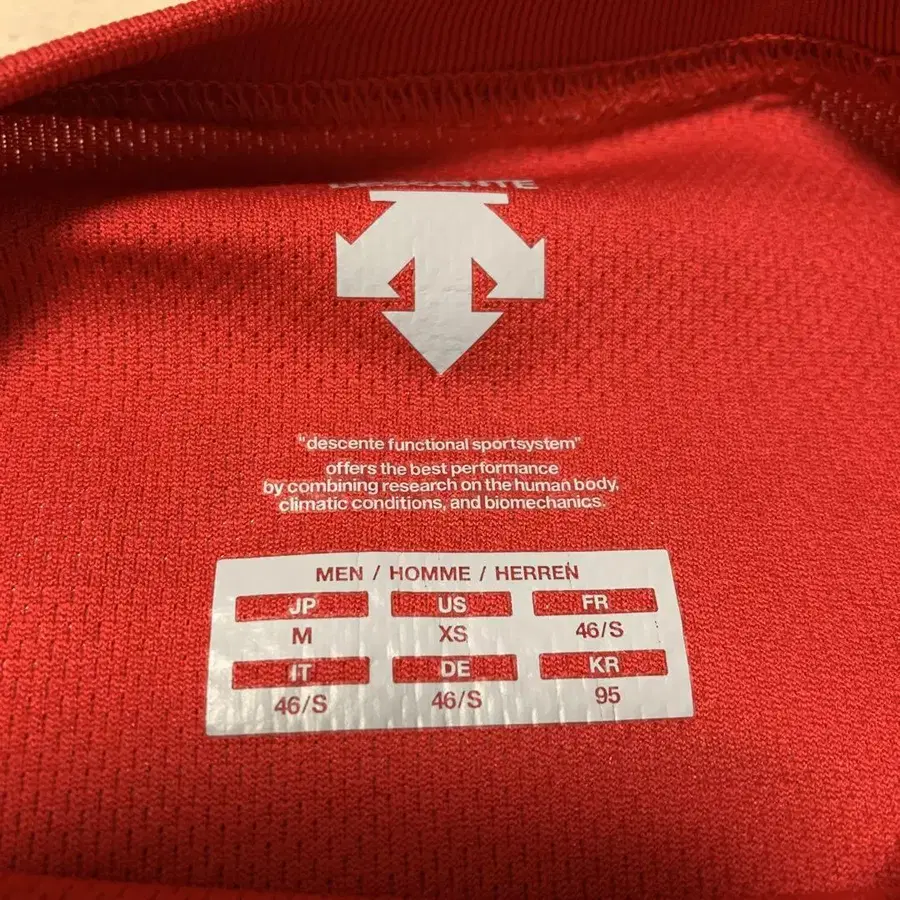 DESCENTE
"descente functional sportsystem"
offers the best performance
by combining research on the human body,
climatic conditions, and biomechanics.
MEN / HOMME / HERREN
JP US FR
M XS 46/S
IT DE KR
46/S 46/S 95